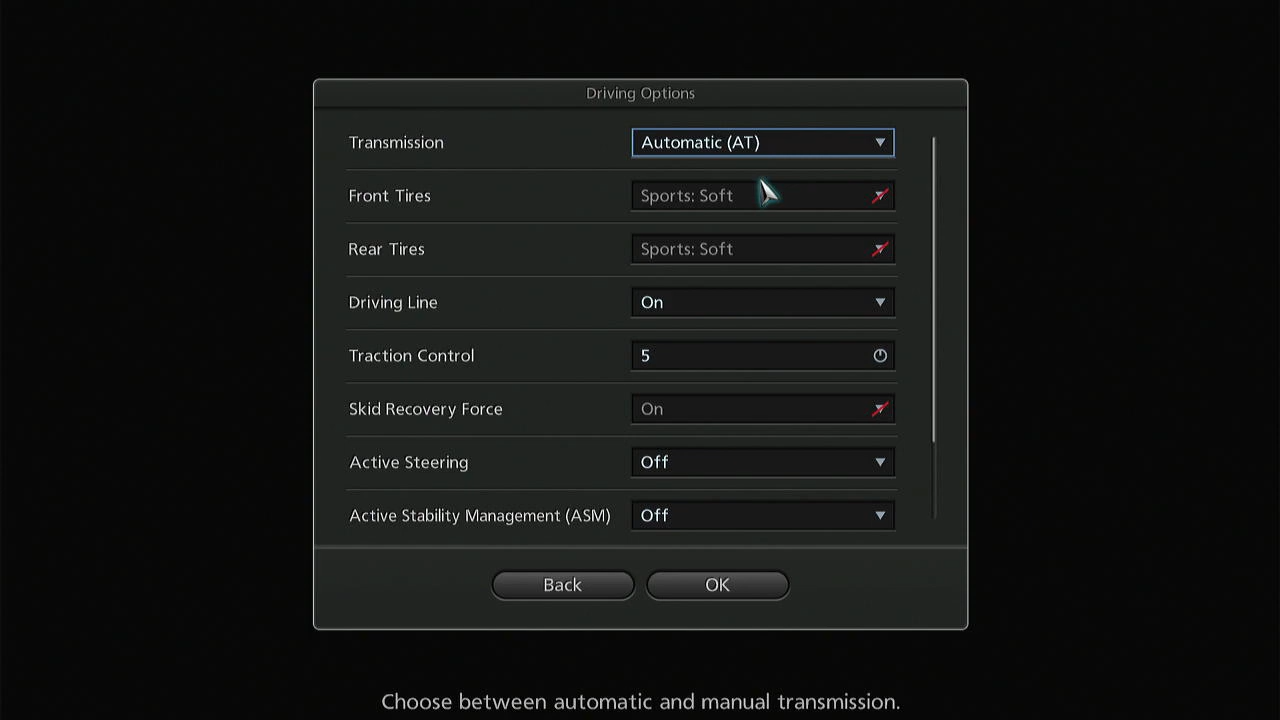 Driving Options
Transmission Automatic (AT)
Front Tires Sports: Soft
Rear Tires Sports: Soft
Driving Line On
Traction Control 5
Skid Recovery Force On
Active Steering Off
Active Stability Management (ASM) Off
Back OK
Choose between automatic and manual transmission.